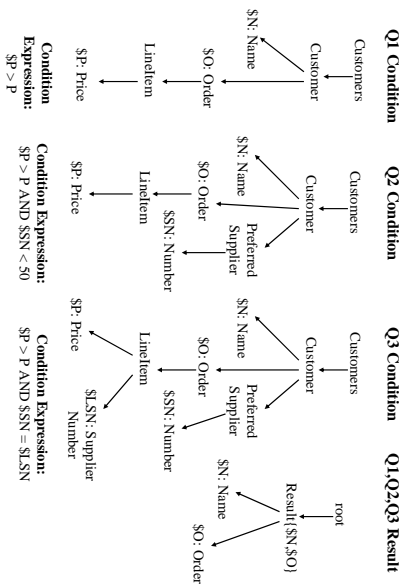 Q1 Condition
Customers
Customer
$N: Name
$O: Order
LineItem
$P: Price
Condition
Expression:
$P > P
Q2 Condition
Customers
Customer
$N: Name
$O: Order
Preferred
Supplier
LineItem
$SN: Number
$P: Price
Condition Expression:
$P > P AND $SN < 50
Q3 Condition
Customers
Customer
$N: Name
$O: Order
Preferred
Supplier
LineItem
$SN: Number
$P: Price
$LSN: Supplier
Number
Condition Expression:
$P > P AND $SN = $LSN
Q1,Q2,Q3 Result
root
Result{$N,$O}
$N: Name
$O: Order